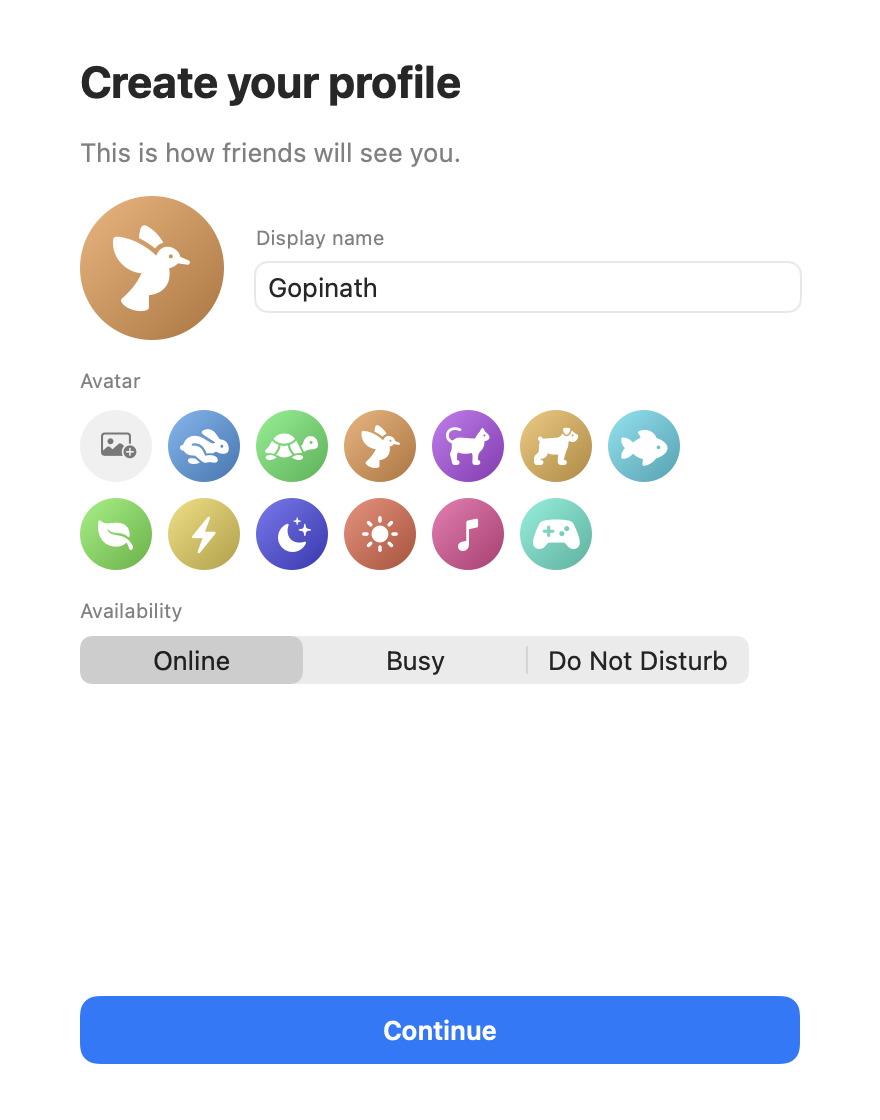 Create your profile
This is how friends will see you.
Display name
Gopinath
Avatar
Availability
Online Busy Do Not Disturb
Continue